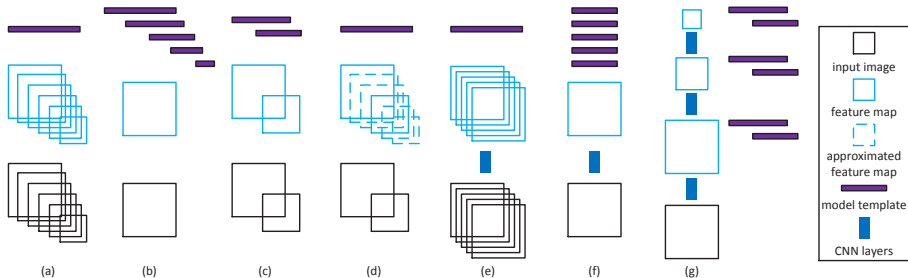 input image
feature map
approximated
feature map
model template
CNN layers
(a)
(b)
(c)
(d)
(e)
(f)
(g)